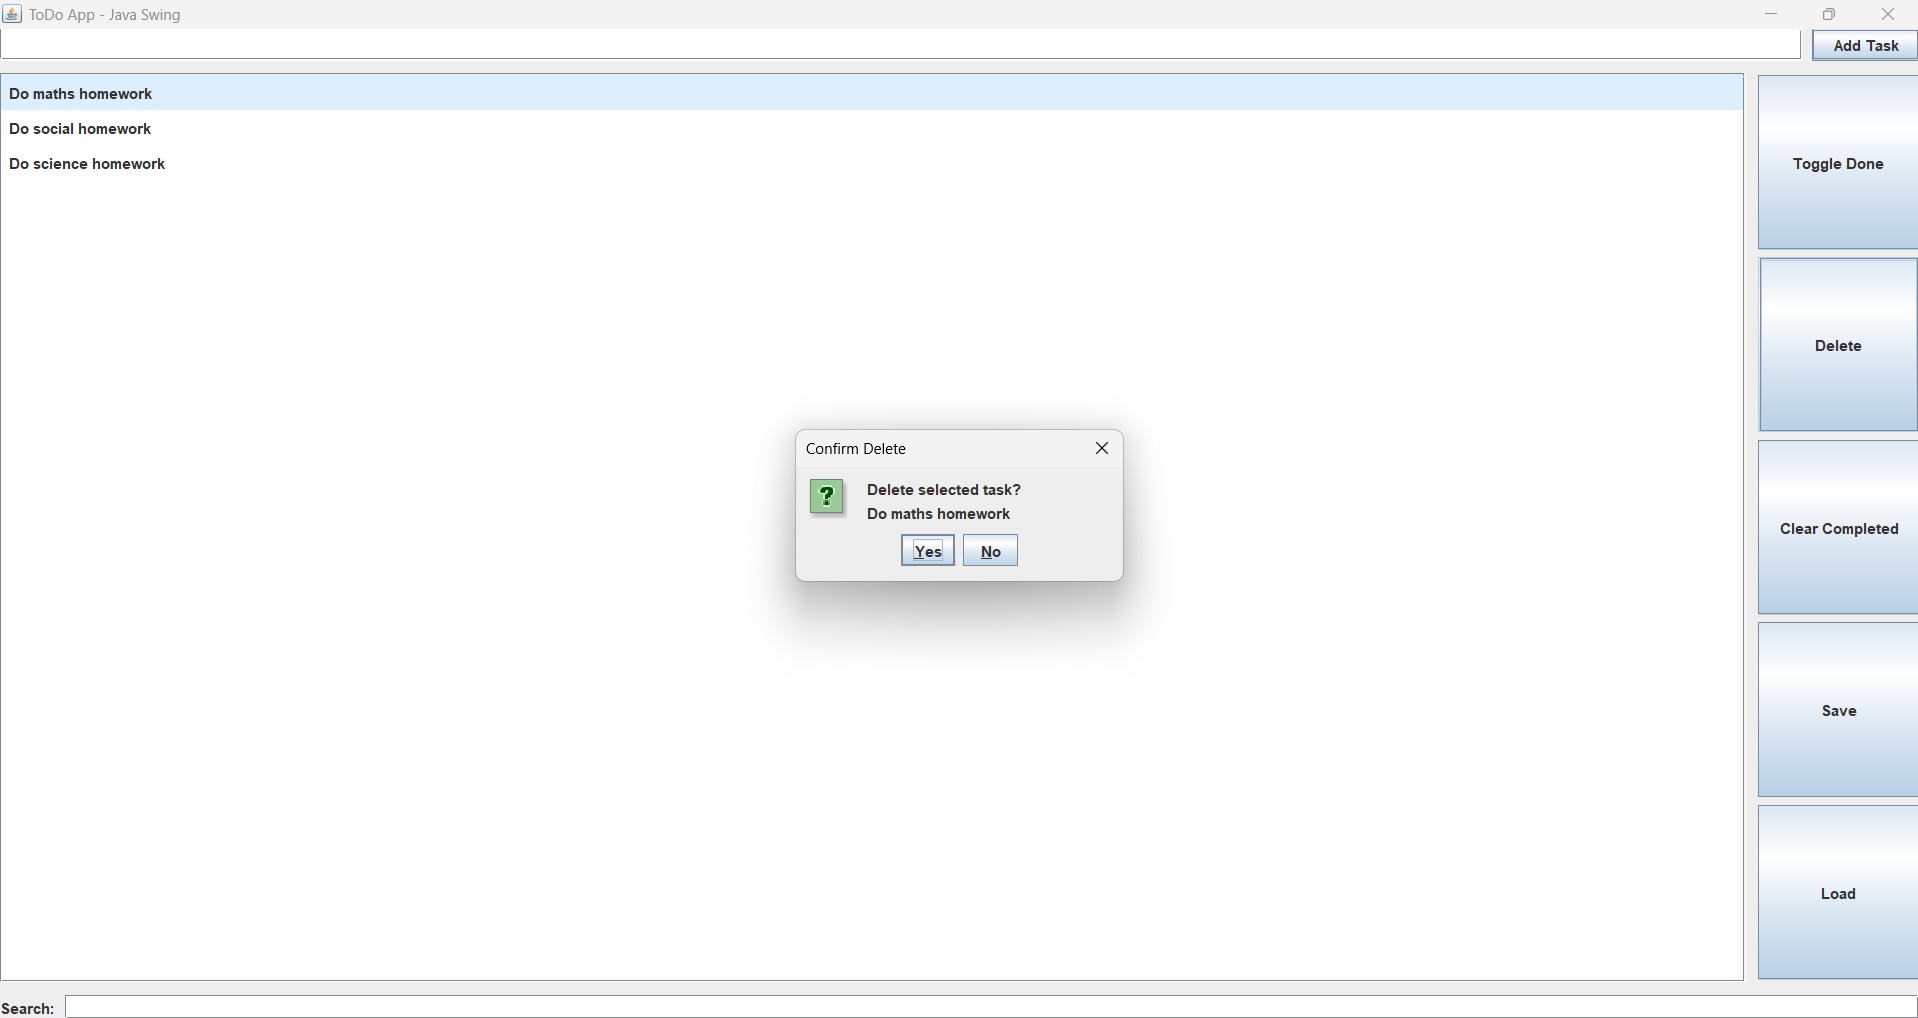 ToDo App - Java Swing
Add Task
Do maths homework
Do social homework
Do science homework
Toggle Done
Delete
Clear Completed
Save
Load
Confirm Delete
?
Delete selected task?
Do maths homework
Yes
No
Search: